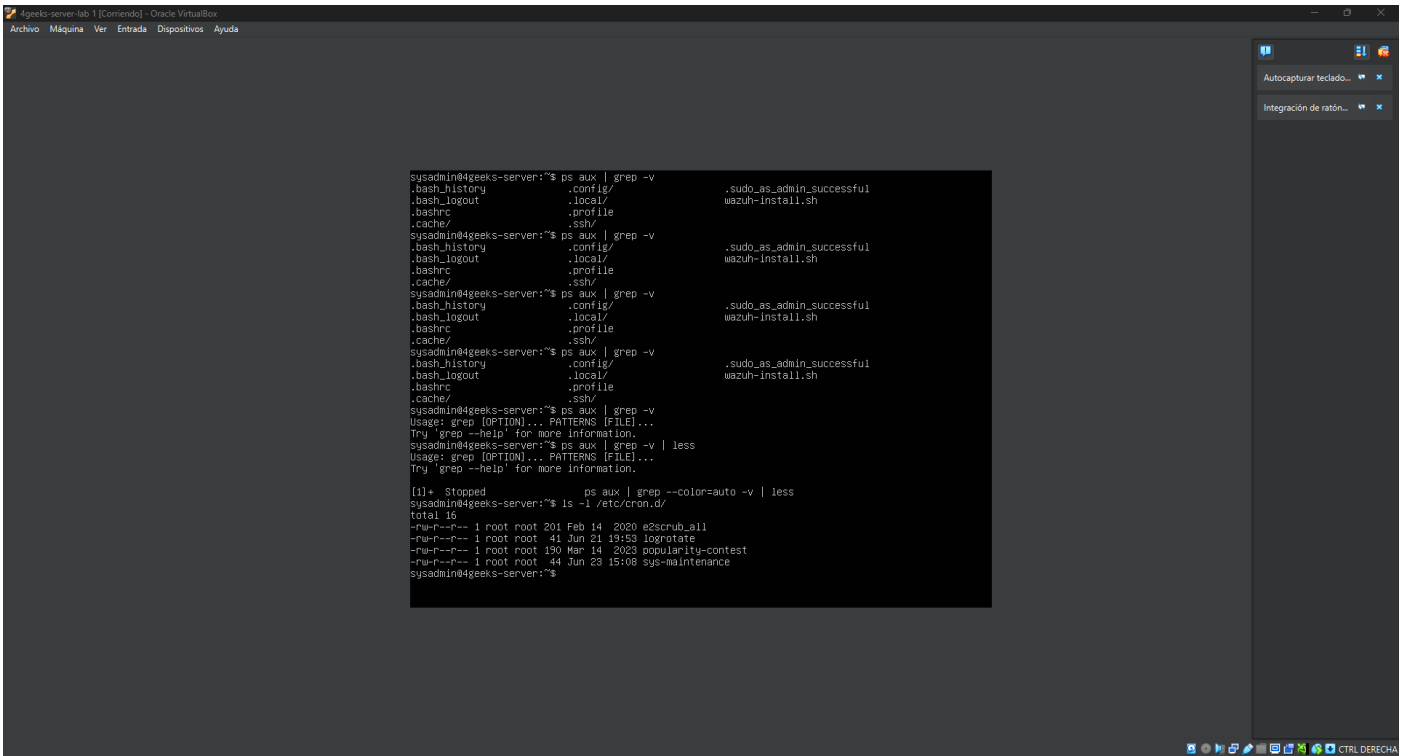 4geeks-server-lab 1 [Corriendo] - Oracle VirtualBox
Archivo Máquina Ver Entrada Dispositivos Ayuda
Autocapturar teclado...
Integración de ratón...
sysadmin@4geeks-server:~$ ps aux | grep -v
.bash_history .config/ .sudo_as_admin_successful
.bash_logout .local/ wazuh-install.sh
.bashrc .profile
.cache/ .ssh/
sysadmin@4geeks-server:~$ ps aux | grep -v
.bash_history .config/ .sudo_as_admin_successful
.bash_logout .local/ wazuh-install.sh
.bashrc .profile
.cache/ .ssh/
sysadmin@4geeks-server:~$ ps aux | grep -v
.bash_history .config/ .sudo_as_admin_successful
.bash_logout .local/ wazuh-install.sh
.bashrc .profile
.cache/ .ssh/
sysadmin@4geeks-server:~$ ps aux | grep -v
.bash_history .config/ .sudo_as_admin_successful
.bash_logout .local/ wazuh-install.sh
.bashrc .profile
.cache/ .ssh/
sysadmin@4geeks-server:~$ ps aux | grep -v
Usage: grep [OPTION]... PATTERNS [FILE]...
Try 'grep --help' for more information.
sysadmin@4geeks-server:~$ ps aux | grep -v | less
Usage: grep [OPTION]... PATTERNS [FILE]...
Try 'grep --help' for more information.
[1]+ Stopped ps aux | grep --color=auto -v | less
sysadmin@4geeks-server:~$ ls -l /etc/cron.d/
total 16
-rw-r--r-- 1 root root 201 Feb 14 2020 e2scrub_all
-rw-r--r-- 1 root root 41 Jun 21 19:53 logrotate
-rw-r--r-- 1 root root 190 Mar 14 2023 popularity-contest
-rw-r--r-- 1 root root 44 Jun 23 15:08 sys-maintenance
sysadmin@4geeks-server:~$
CTRL DERECHA